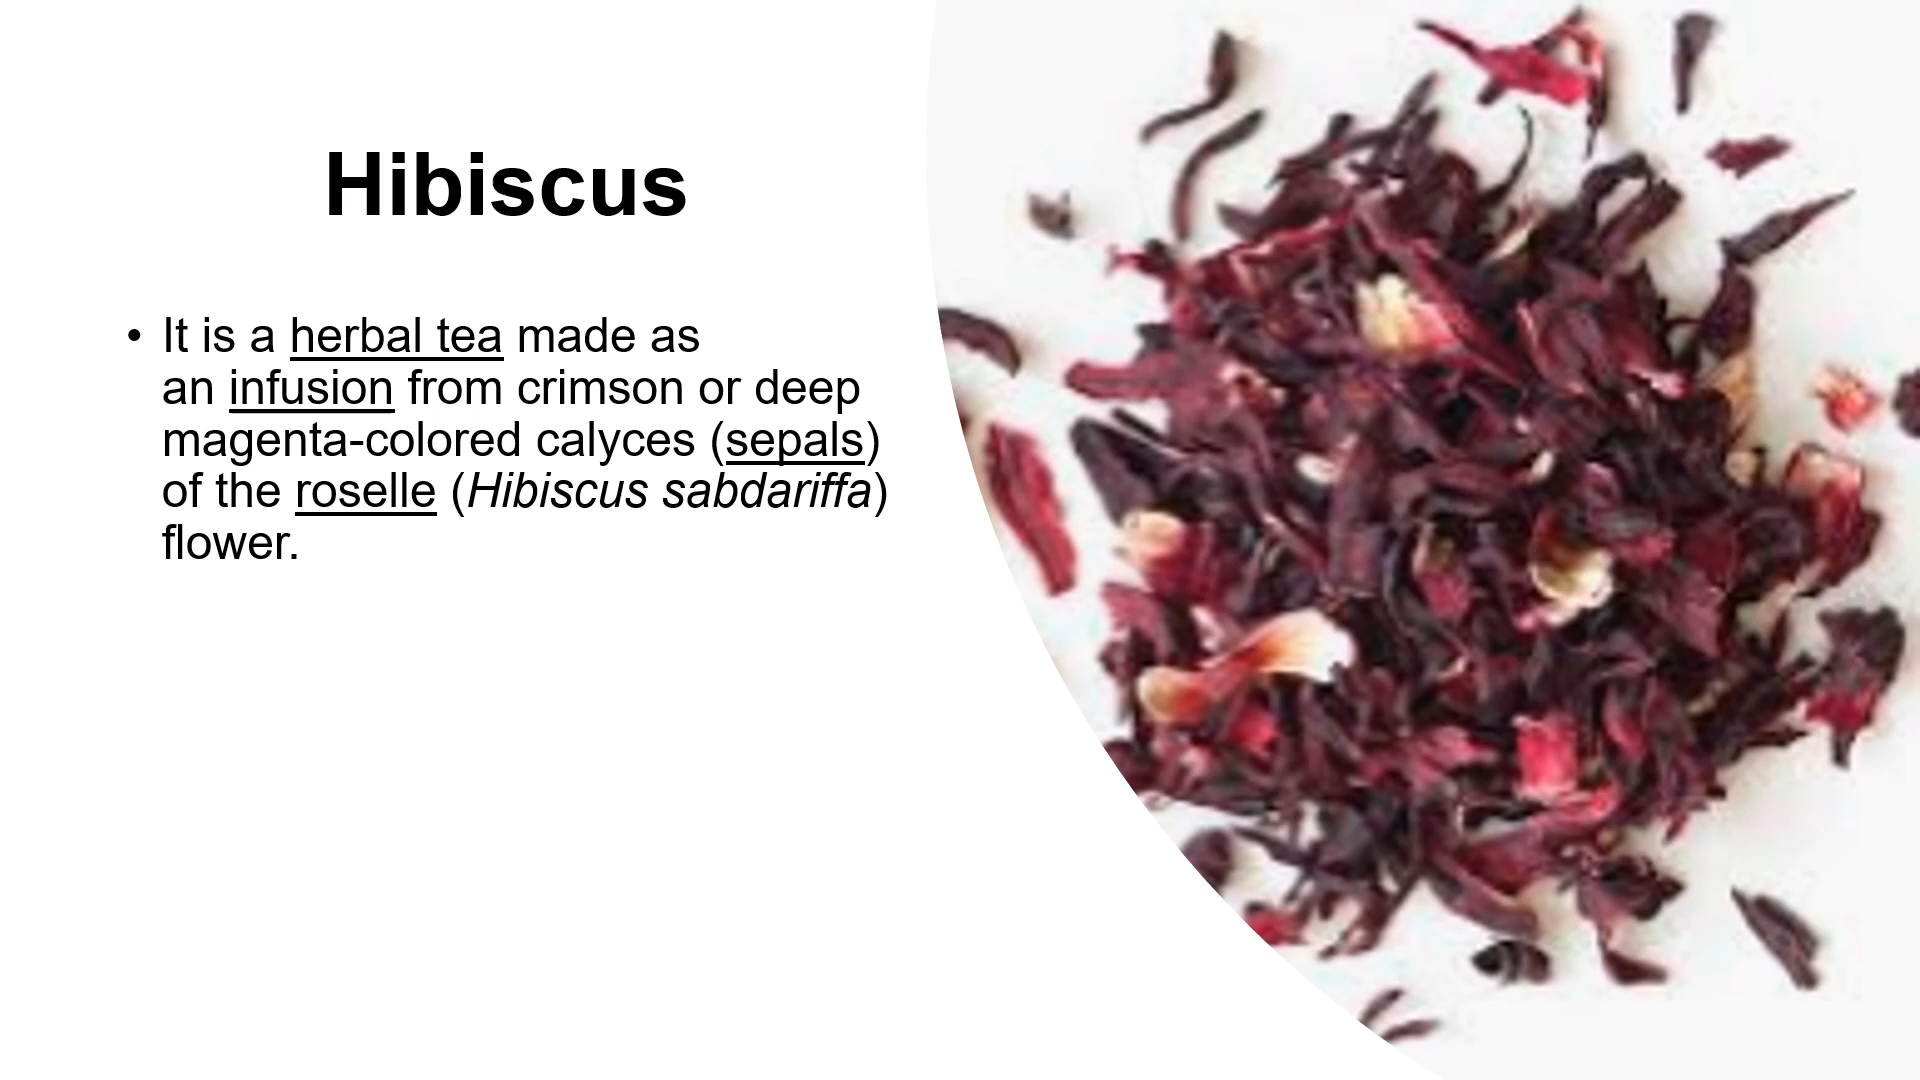 Hibiscus
• It is a herbal tea made as
an infusion from crimson or deep
magenta-colored calyces (sepals)
of the roselle (Hibiscus sabdariffa)
flower.